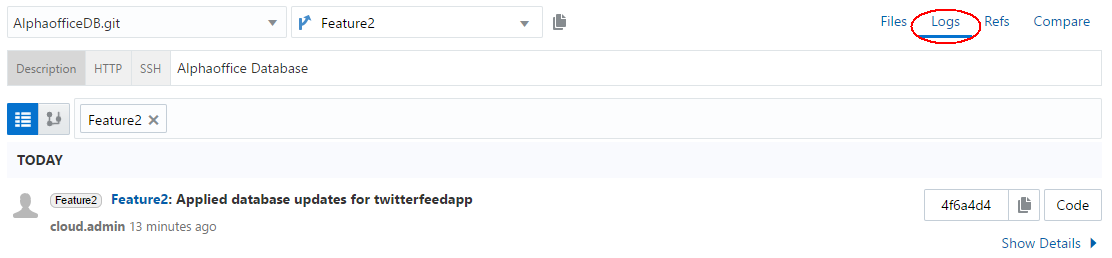 AlphaofficeDB.git Feature2 Files Logs Refs Compare
Description HTTP SSH Alphaoffice Database
Feature2
TODAY
Feature2 Feature2: Applied database updates for twitterfeedapp 4f6a4d4 Code
cloud.admin 13 minutes ago
Show Details